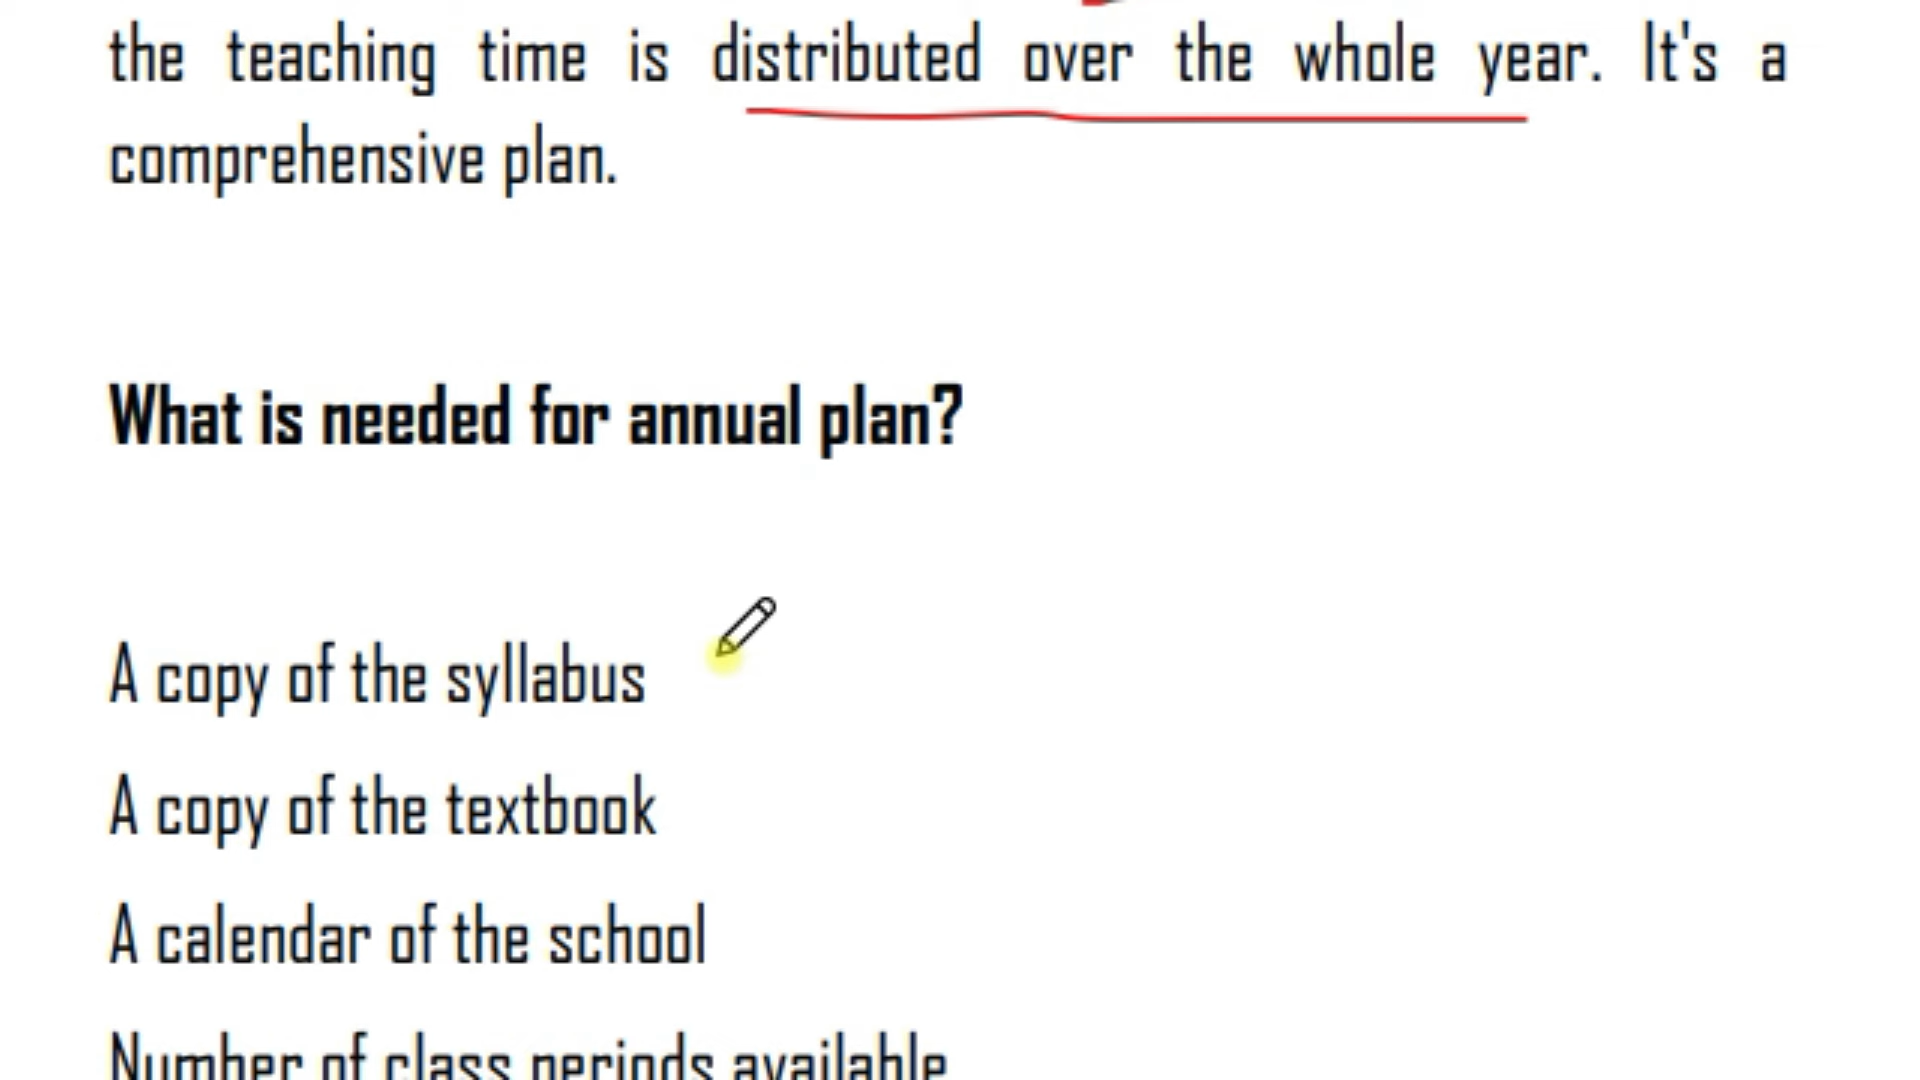 the teaching time is distributed over the whole year. It's a
comprehensive plan.
What is needed for annual plan?
A copy of the syllabus
A copy of the textbook
A calendar of the school
Number of class periods available